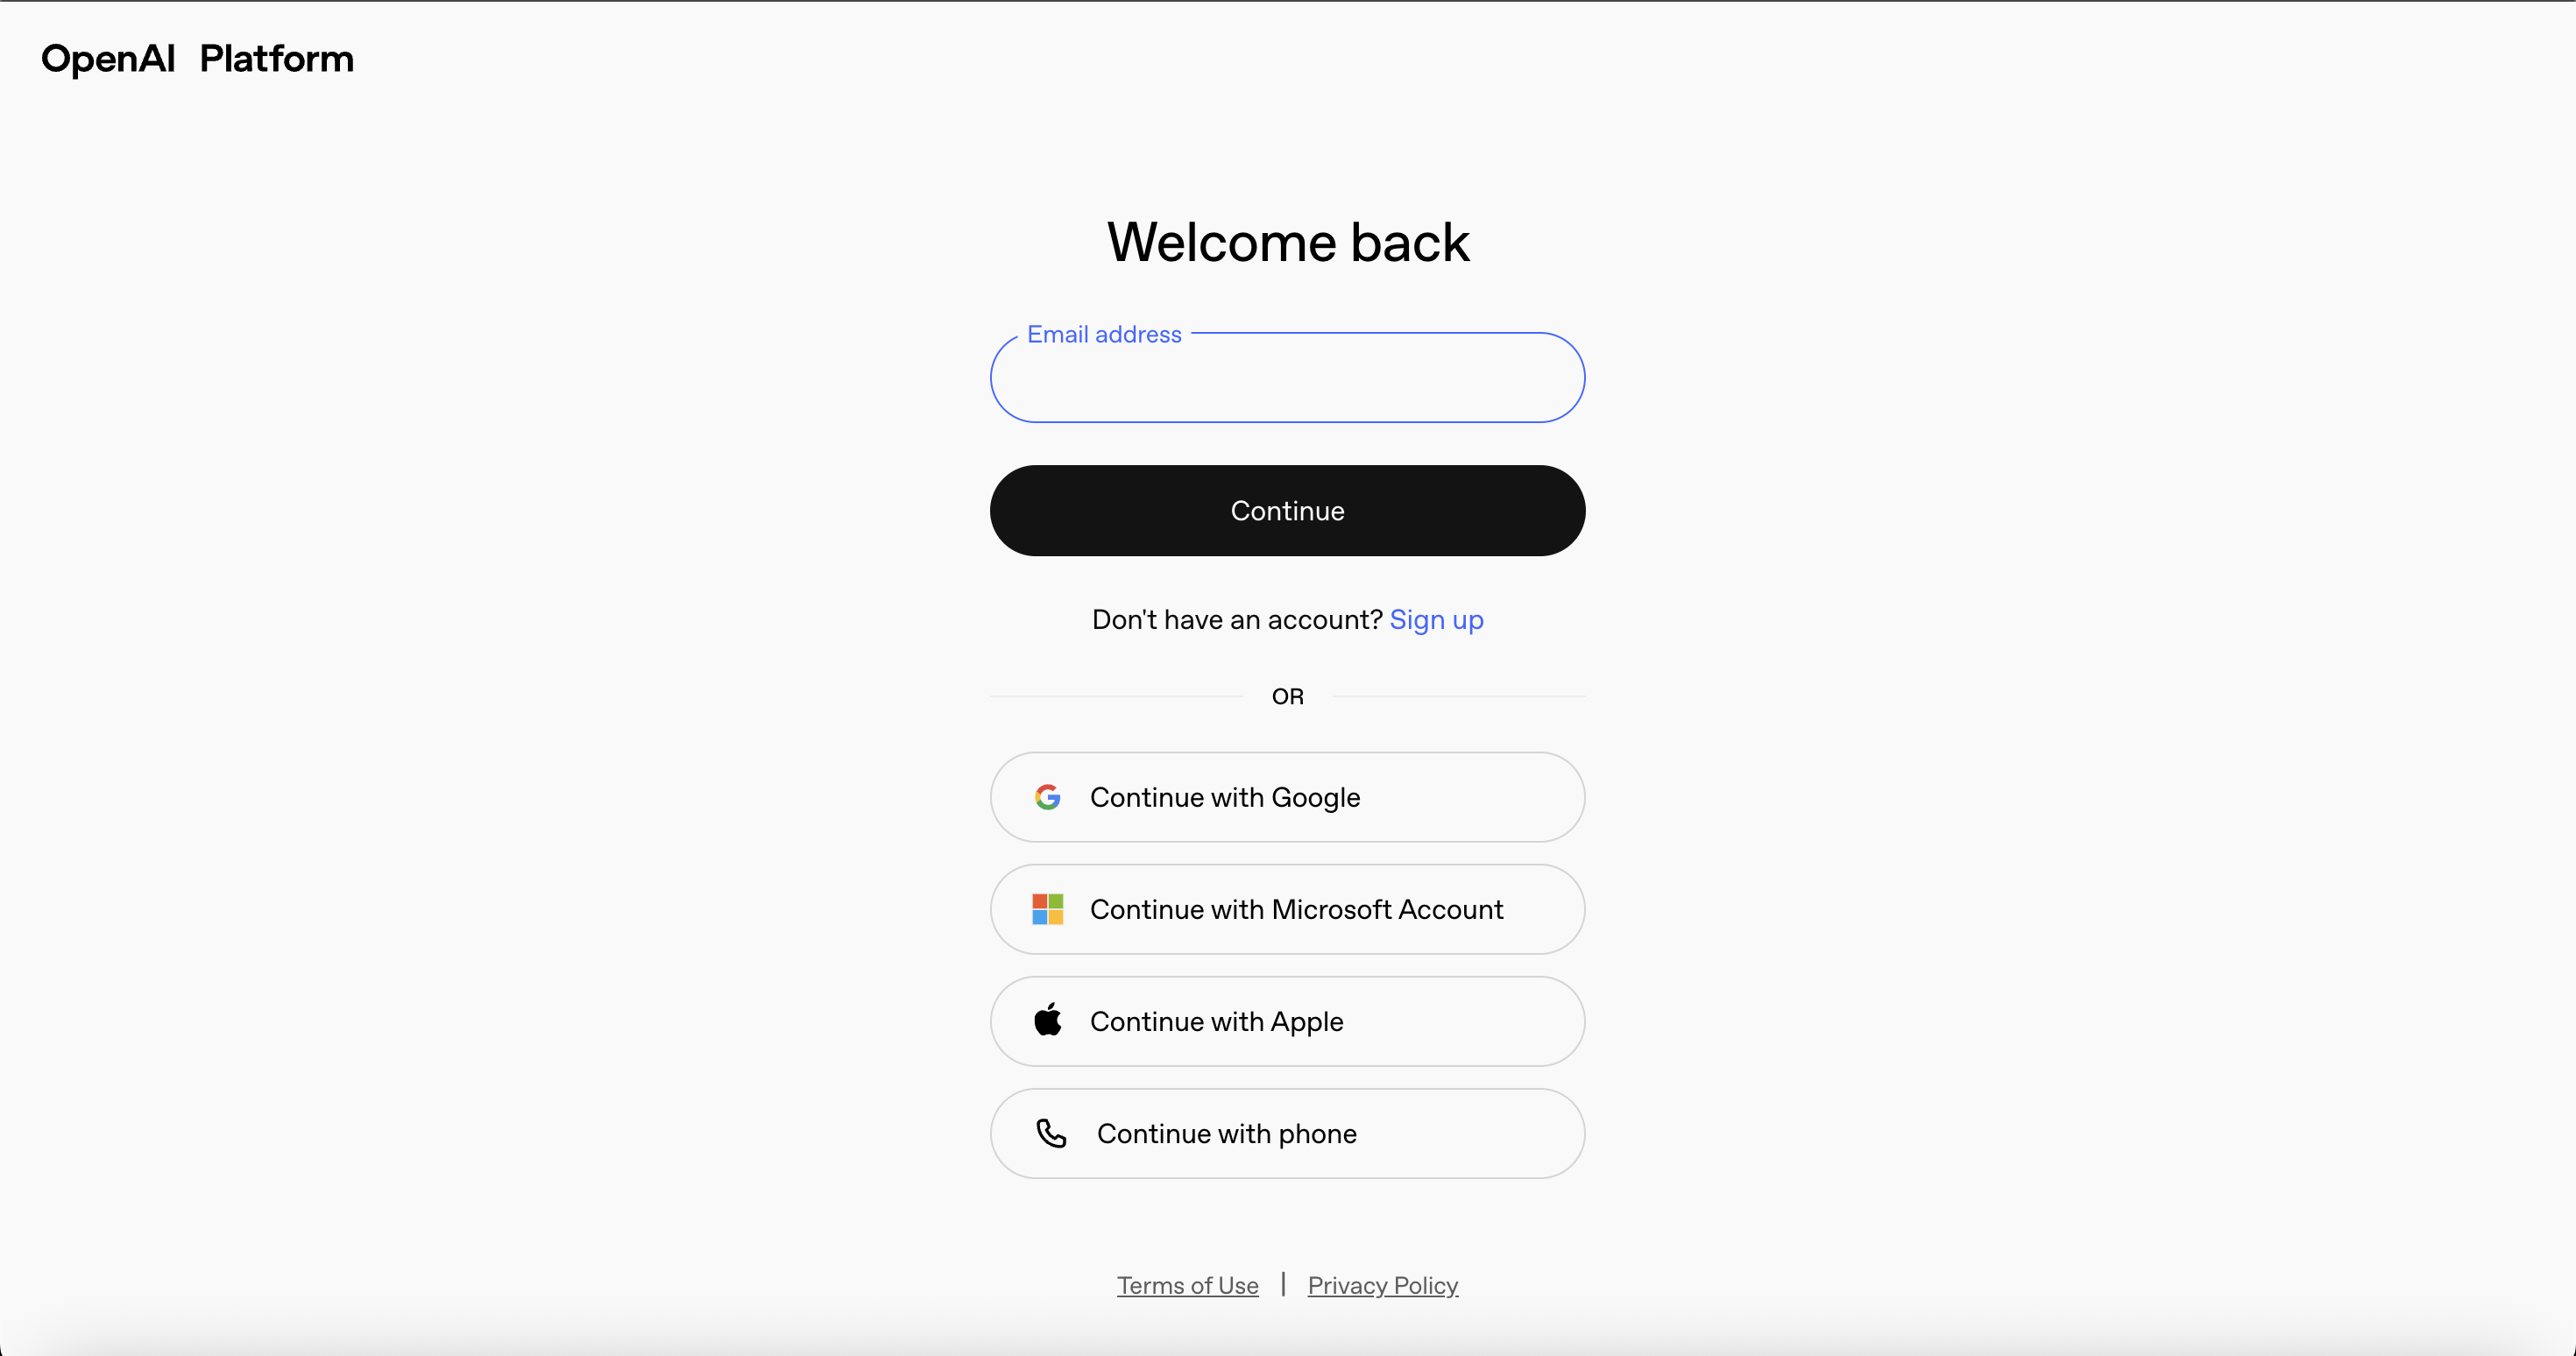 OpenAI Platform
Welcome back
Email address
Continue
Don't have an account? Sign up
OR
Continue with Google
Continue with Microsoft Account
Continue with Apple
Continue with phone
Terms of Use | Privacy Policy